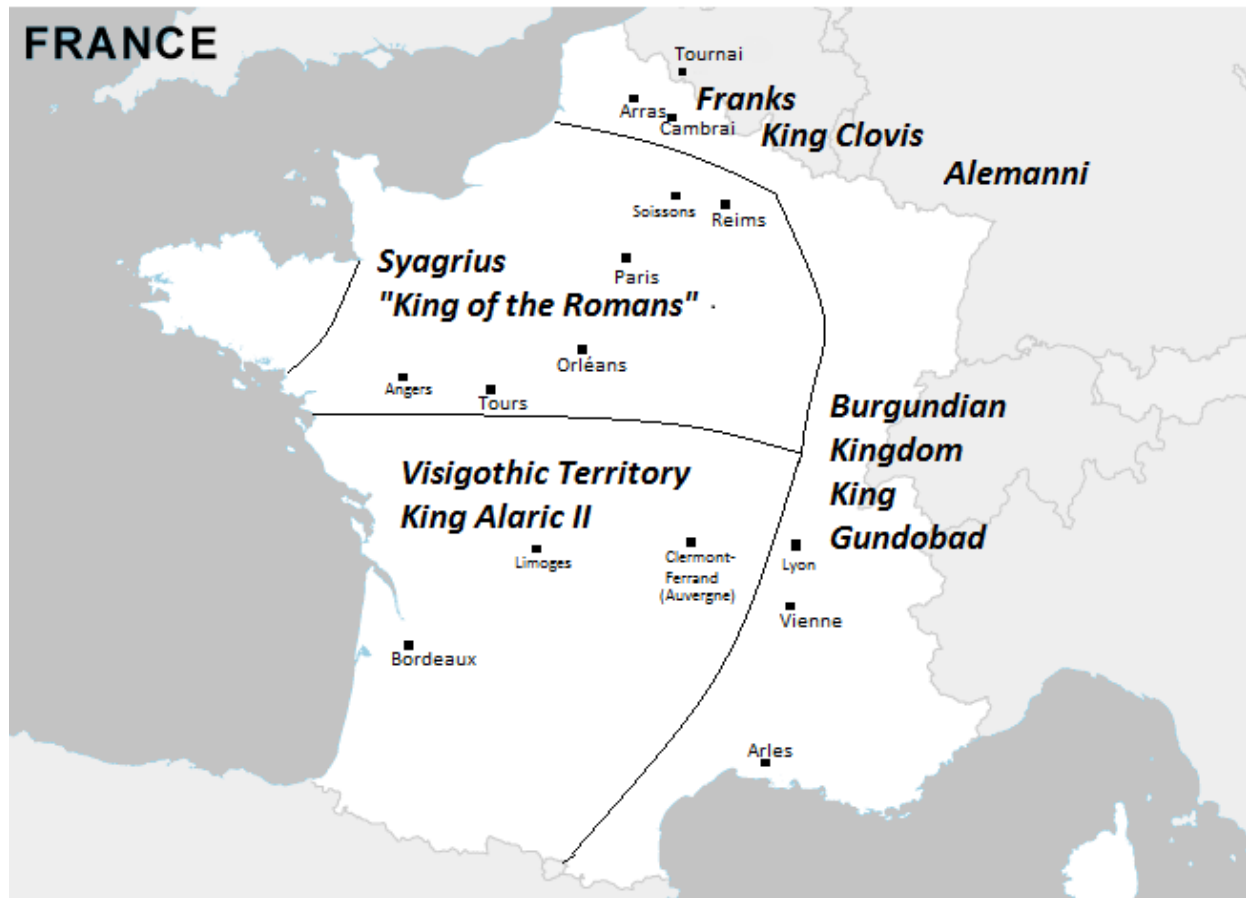 FRANCE
Tournai
Franks
Arras
Cambrai
King Clovis
Alemanni
Soissons
Reims
Syagrius
"King of the Romans"
Paris
Orléans
Angers
Tours
Burgundian
Kingdom
King
Gundobad
Visigothic Territory
King Alaric II
Limoges
Clermont-
Ferrand
(Auvergne)
Lyon
Vienne
Bordeaux
Arles